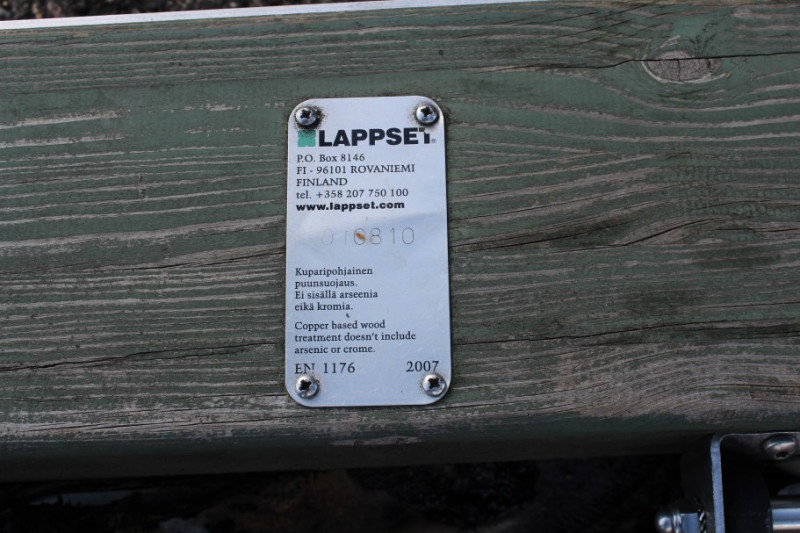 LAPPSET
P.O. Box 8146
FI - 96101 ROVANIEMI
FINLAND
tel. +358 207 750 100
www.lappset.com
Kuparipohjainen
puunsuojaus.
Ei sisällä arseenia
eikä kromia.
Copper based wood
treatment doesn't include
arsenic or crome.
EN 1176 2007